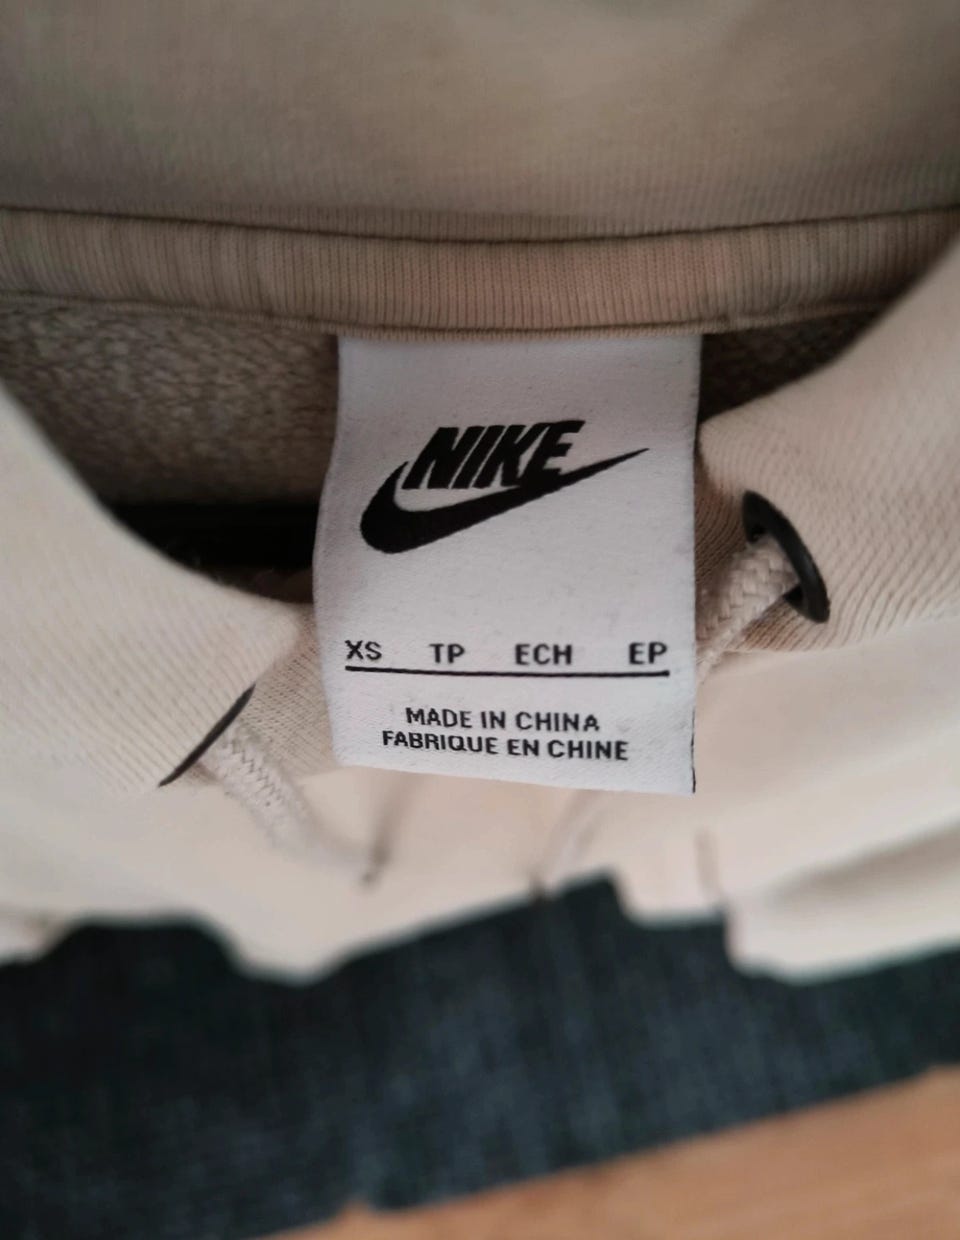 NIKE
XS TP ECH EP
MADE IN CHINA
FABRIQUE EN CHINE